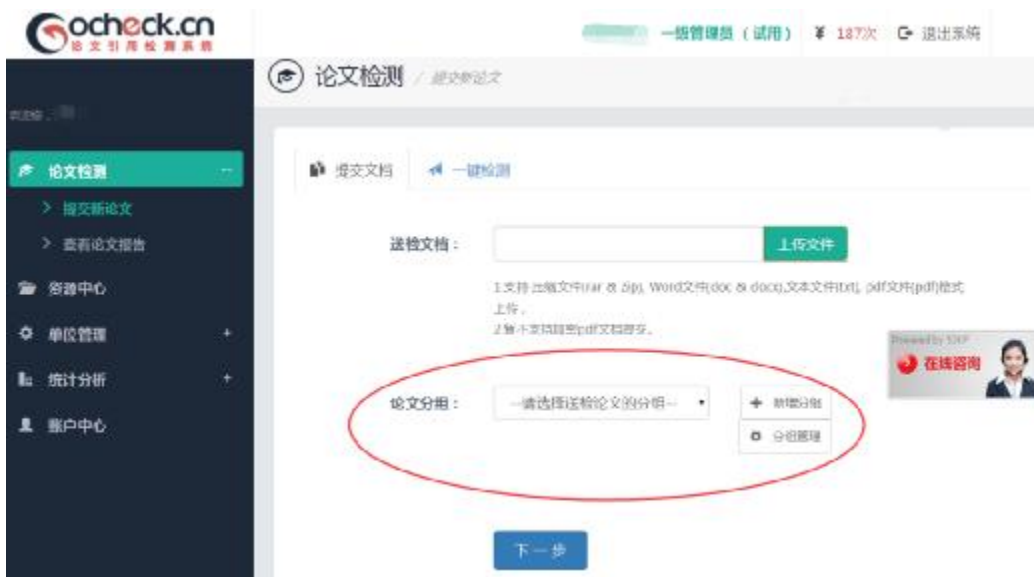 Gocheck.cn
论文引用检测系统
一级管理员（试用） ¥ 187次 退出系统
论文检测 / 提交新论文
论文检测
提交新论文
查看论文报告
资源中心
单位管理
统计分析
账户中心
提交文档 一键检测
送检文档： 上传文件
1.支持 压缩文件(rar & zip), Word文件(doc & docx),文本文件(txt), pdf文件(pdf)格式
上传。
2.暂不支持加密pdf文档提交。
在线咨询
论文分组： --请选择送检论文的分组-- 新增分组
分组管理
下一步